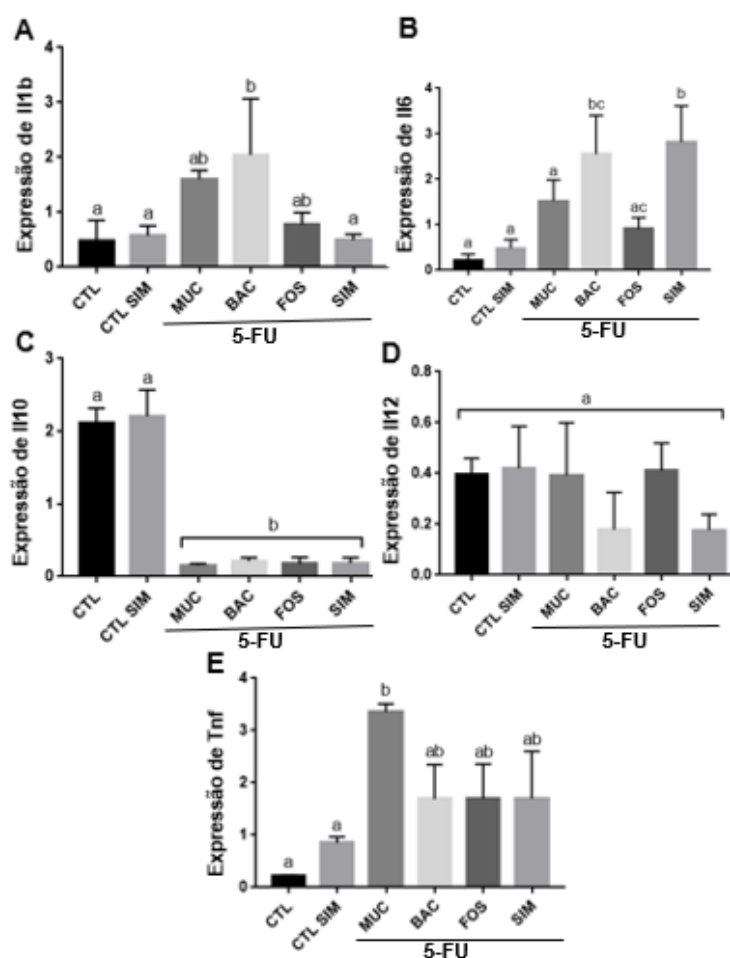 A
Expressão de Il1b
4
3
2
1
0
a
a
ab
b
ab
a
CTL
CTL SIM
MUC
BAC
FOS
SIM
5-FU
B
Expressão de Il6
4
3
2
1
0
a
a
a
bc
ac
b
CTL
CTL SIM
MUC
BAC
FOS
SIM
5-FU
C
Expressão de Il10
3
2
1
0
a
a
b
CTL
CTL SIM
MUC
BAC
FOS
SIM
5-FU
D
Expressão de Il12
0.8
0.6
0.4
0.2
0.0
a
CTL
CTL SIM
MUC
BAC
FOS
SIM
5-FU
E
Expressão de Tnf
4
3
2
1
0
a
a
b
ab
ab
ab
CTL
CTL SIM
MUC
BAC
FOS
SIM
5-FU